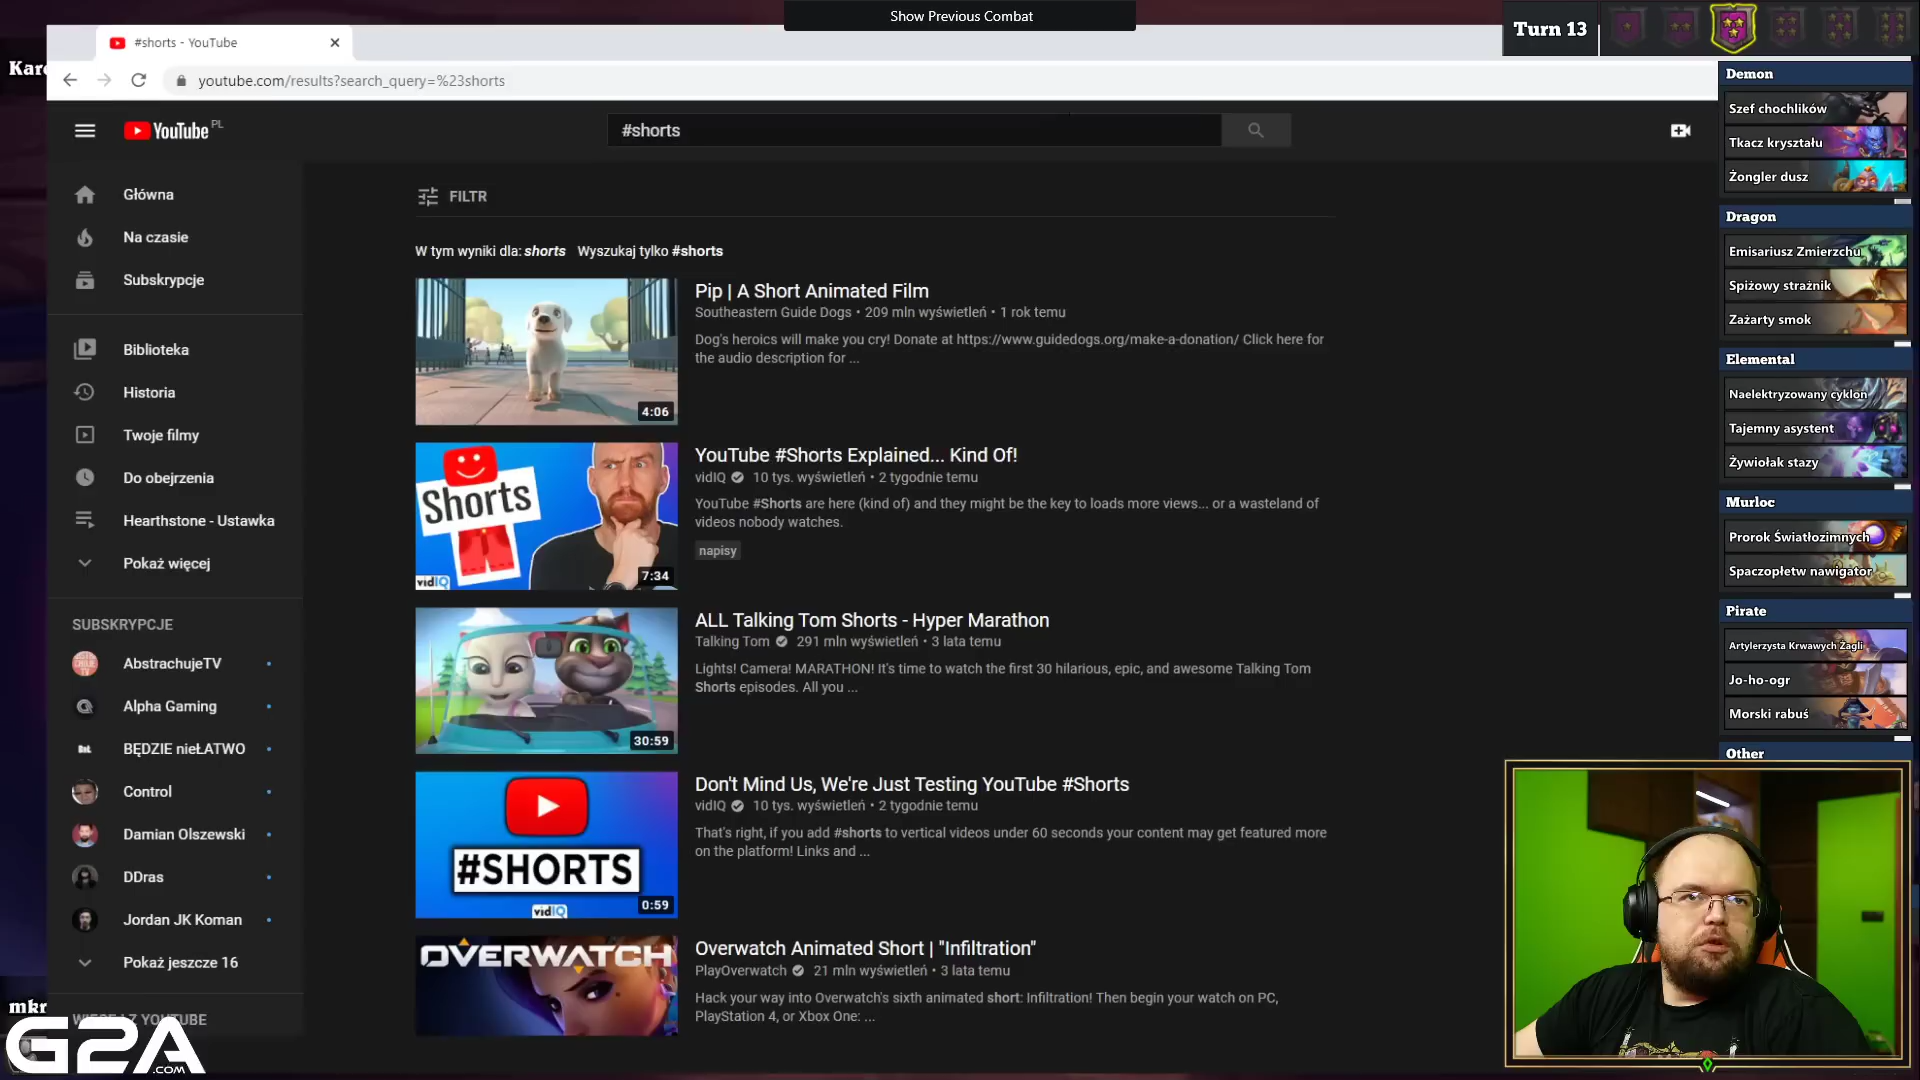 Show Previous Combat
Turn 13
#shorts - YouTube
Kar
youtube.com/results?search_query=%23shorts
YouTube PL
#shorts
Główna
Na czasie
Subskrypcje
Biblioteka
Historia
Twoje filmy
Do obejrzenia
Hearthstone - Ustawka
Pokaż więcej
SUBSKRYPCJE
AbstrachujeTV
Alpha Gaming
BĘDZIE nieŁATWO
Control
Damian Olszewski
DDras
Jordan JK Koman
Pokaż jeszcze 16
WIĘCEJ Z YOUTUBE
mkr
G2A
.COM
FILTR
W tym wyniki dla: shorts Wyszukaj tylko #shorts
4:06
Pip | A Short Animated Film
Southeastern Guide Dogs • 209 mln wyświetleń • 1 rok temu
Dog's heroics will make you cry! Donate at https://www.guidedogs.org/make-a-donation/ Click here for
the audio description for ...
Shorts
vidIQ
7:34
YouTube #Shorts Explained... Kind Of!
vidIQ 10 tys. wyświetleń • 2 tygodnie temu
YouTube #Shorts are here (kind of) and they might be the key to loads more views... or a wasteland of
videos nobody watches.
napisy
30:59
ALL Talking Tom Shorts - Hyper Marathon
Talking Tom 291 mln wyświetleń • 3 lata temu
Lights! Camera! MARATHON! It's time to watch the first 30 hilarious, epic, and awesome Talking Tom
Shorts episodes. All you ...
#SHORTS
vidIQ
0:59
Don't Mind Us, We're Just Testing YouTube #Shorts
vidIQ 10 tys. wyświetleń • 2 tygodnie temu
That's right, if you add #shorts to vertical videos under 60 seconds your content may get featured more
on the platform! Links and ...
OVERWATCH
Overwatch Animated Short | "Infiltration"
PlayOverwatch 21 mln wyświetleń • 3 lata temu
Hack your way into Overwatch's sixth animated short: Infiltration! Then begin your watch on PC,
PlayStation 4, or Xbox One: ...
Demon
Szef chochlików
Tkacz kryształu
Żongler dusz
Dragon
Emisariusz Zmierzchu
Spiżowy strażnik
Zażarty smok
Elemental
Naelektryzowany cyklon
Tajemny asystent
Żywiołak stazy
Murloc
Prorok Światłozimnych
Spaczopłetw nawigator
Pirate
Artylerzysta Krwawych Żagli
Jo-ho-ogr
Morski rabuś
Other